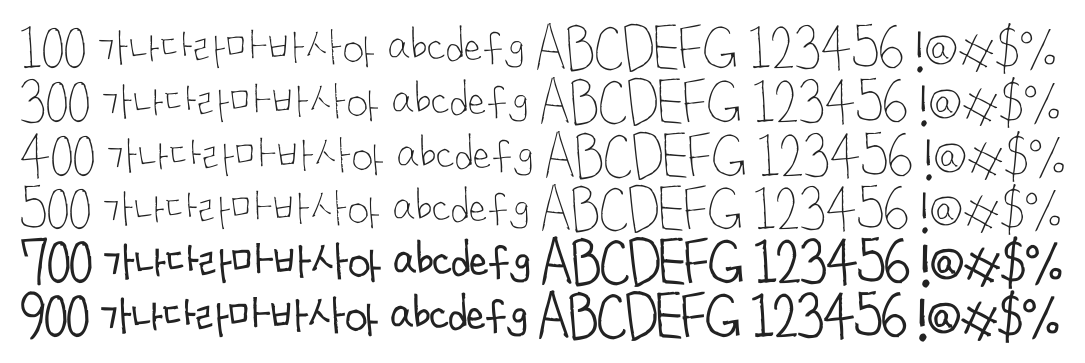 100 가나다라마바사아 abcdefg ABCDEFG 123456 !@#$%
300 가나다라마바사아 abcdefg ABCDEFG 123456 !@#$%
400 가나다라마바사아 abcdefg ABCDEFG 123456 !@#$%
500 가나다라마바사아 abcdefg ABCDEFG 123456 !@#$%
700 가나다라마바사아 abcdefg ABCDEFG 123456 !@#$%
900 가나다라마바사아 abcdefg ABCDEFG 123456 !@#$%